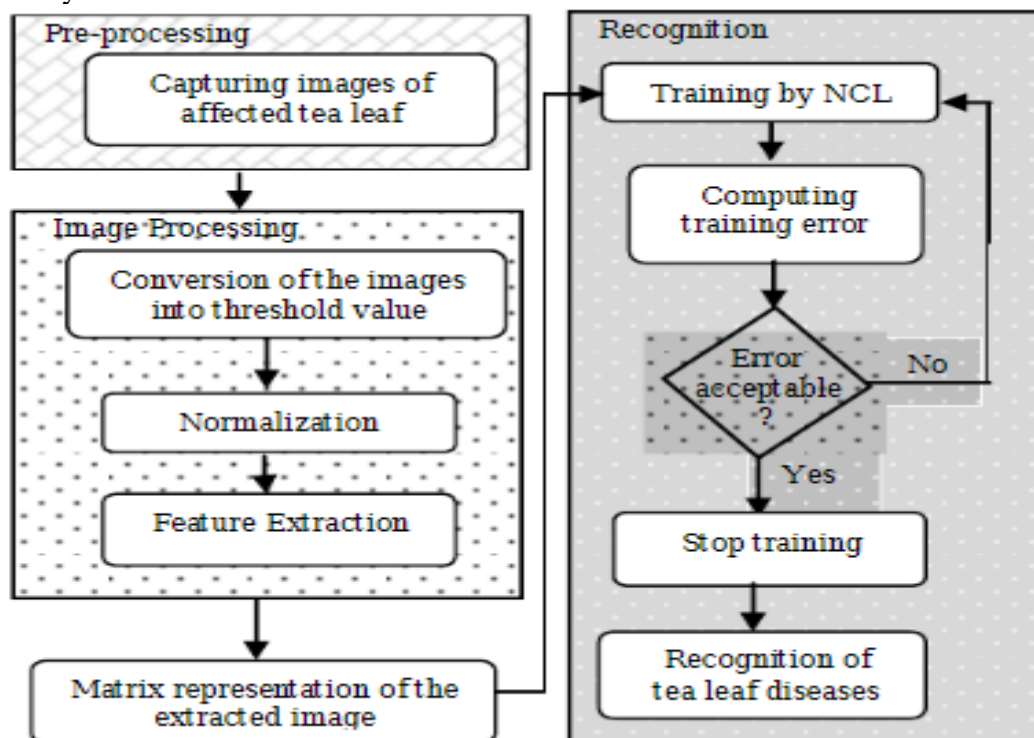 Pre-processing
Capturing images of
affected tea leaf
Image Processing
Conversion of the images
into threshold value
Normalization
Feature Extraction
Matrix representation of the
extracted image
Recognition
Training by NCL
Computing
training error
Error
acceptable
?
No
Yes
Stop training
Recognition of
tea leaf diseases